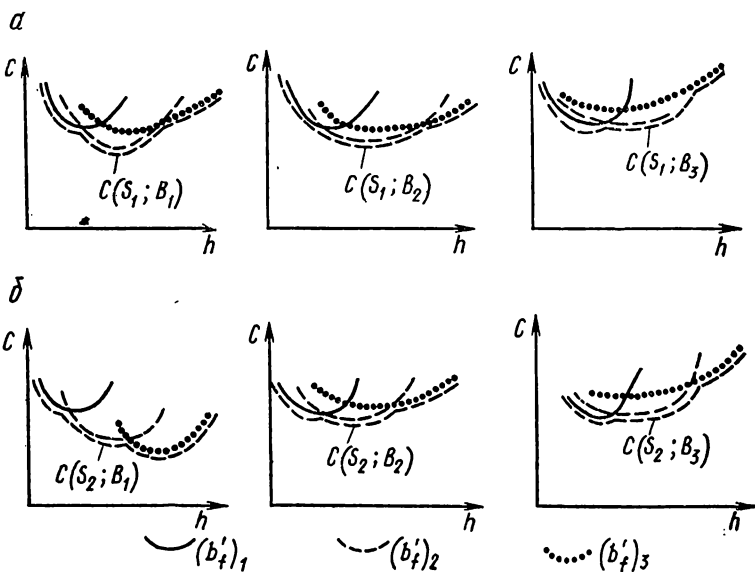 а
C
C
C
C(S₁; B₁)
C(S₁; B₂)
C(S₁; B₃)
h
h
h
б
C
C
C
C(S₂; B₁)
C(S₂; B₂)
C(S₂; B₃)
h
h
h
(b'f)₁
(b'f)₂
(b'f)₃